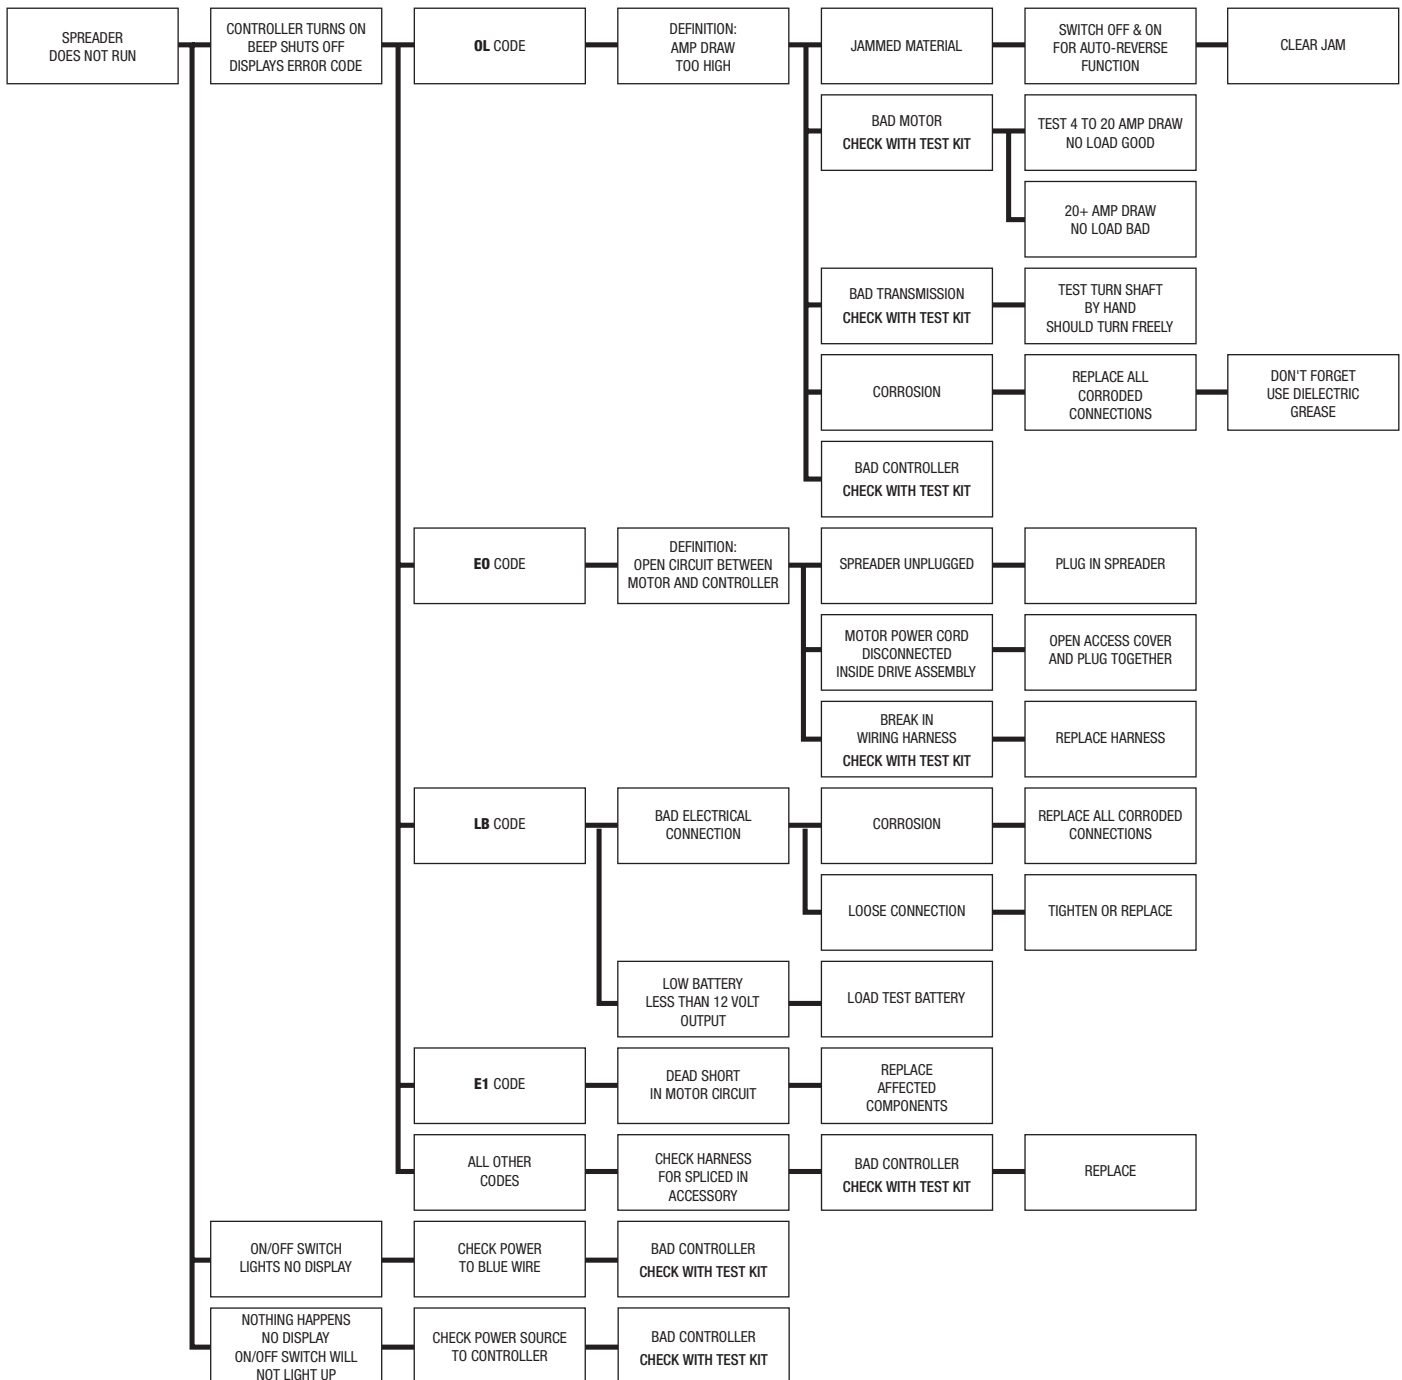 SPREADER
DOES NOT RUN
CONTROLLER TURNS ON
BEEP SHUTS OFF
DISPLAYS ERROR CODE
OL CODE
DEFINITION:
AMP DRAW
TOO HIGH
JAMMED MATERIAL
SWITCH OFF & ON
FOR AUTO-REVERSE
FUNCTION
CLEAR JAM
BAD MOTOR
CHECK WITH TEST KIT
TEST 4 TO 20 AMP DRAW
NO LOAD GOOD
20+ AMP DRAW
NO LOAD BAD
BAD TRANSMISSION
CHECK WITH TEST KIT
TEST TURN SHAFT
BY HAND
SHOULD TURN FREELY
CORROSION
REPLACE ALL
CORRODED
CONNECTIONS
DON'T FORGET
USE DIELECTRIC
GREASE
BAD CONTROLLER
CHECK WITH TEST KIT
EO CODE
DEFINITION:
OPEN CIRCUIT BETWEEN
MOTOR AND CONTROLLER
SPREADER UNPLUGGED
PLUG IN SPREADER
MOTOR POWER CORD
DISCONNECTED
INSIDE DRIVE ASSEMBLY
OPEN ACCESS COVER
AND PLUG TOGETHER
BREAK IN
WIRING HARNESS
CHECK WITH TEST KIT
REPLACE HARNESS
LB CODE
BAD ELECTRICAL
CONNECTION
CORROSION
REPLACE ALL CORRODED
CONNECTIONS
LOOSE CONNECTION
TIGHTEN OR REPLACE
LOW BATTERY
LESS THAN 12 VOLT
OUTPUT
LOAD TEST BATTERY
E1 CODE
DEAD SHORT
IN MOTOR CIRCUIT
REPLACE
AFFECTED
COMPONENTS
ALL OTHER
CODES
CHECK HARNESS
FOR SPLICED IN
ACCESSORY
BAD CONTROLLER
CHECK WITH TEST KIT
REPLACE
ON/OFF SWITCH
LIGHTS NO DISPLAY
CHECK POWER
TO BLUE WIRE
BAD CONTROLLER
CHECK WITH TEST KIT
NOTHING HAPPENS
NO DISPLAY
ON/OFF SWITCH WILL
NOT LIGHT UP
CHECK POWER SOURCE
TO CONTROLLER
BAD CONTROLLER
CHECK WITH TEST KIT